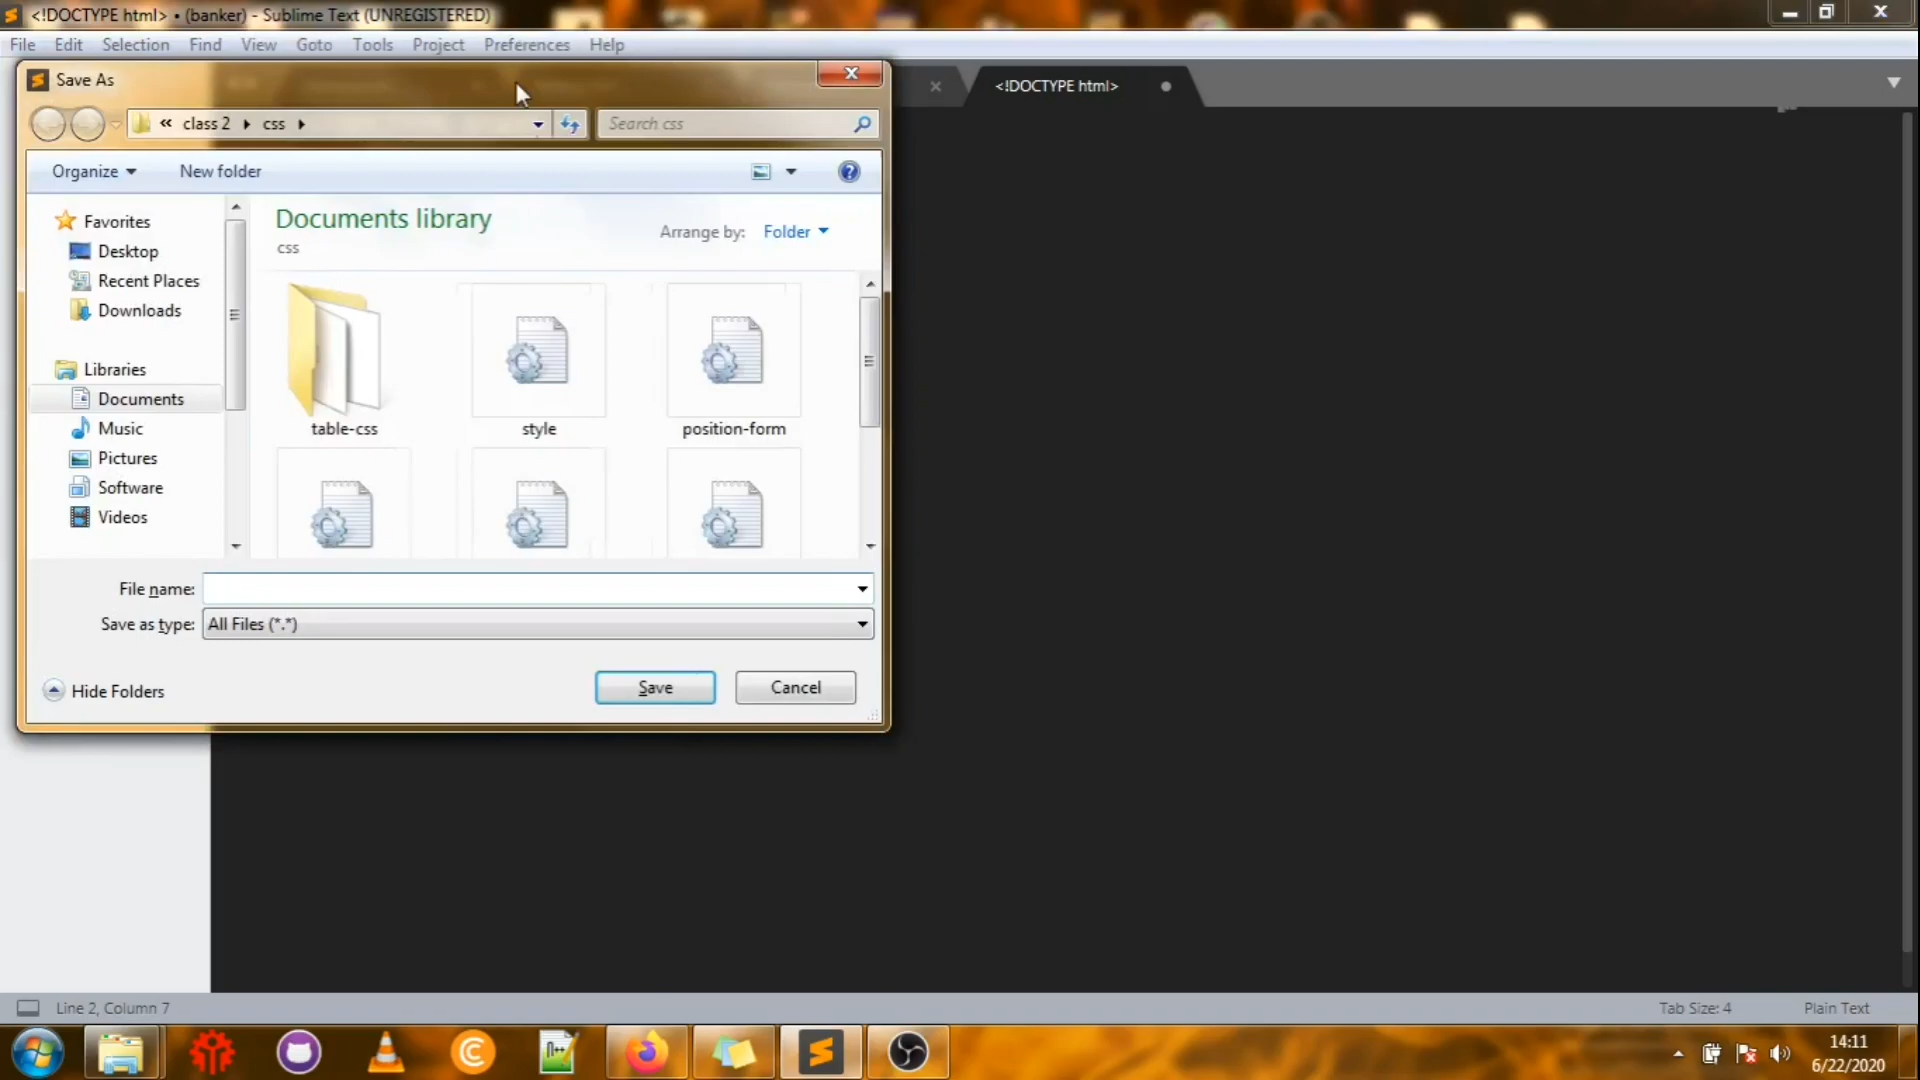 <!DOCTYPE html> • (banker) - Sublime Text (UNREGISTERED)
File Edit Selection Find View Goto Tools Project Preferences Help
<!DOCTYPE html>
Save As
« class 2 css
Search css
Organize
New folder
Favorites
Desktop
Recent Places
Downloads
Libraries
Documents
Music
Pictures
Software
Videos
Documents library
css
Arrange by: Folder
table-css
style
position-form
File name:
Save as type: All Files (*.*)
Hide Folders
Save
Cancel
Line 2, Column 7
Tab Size: 4
Plain Text
14:11
6/22/2020